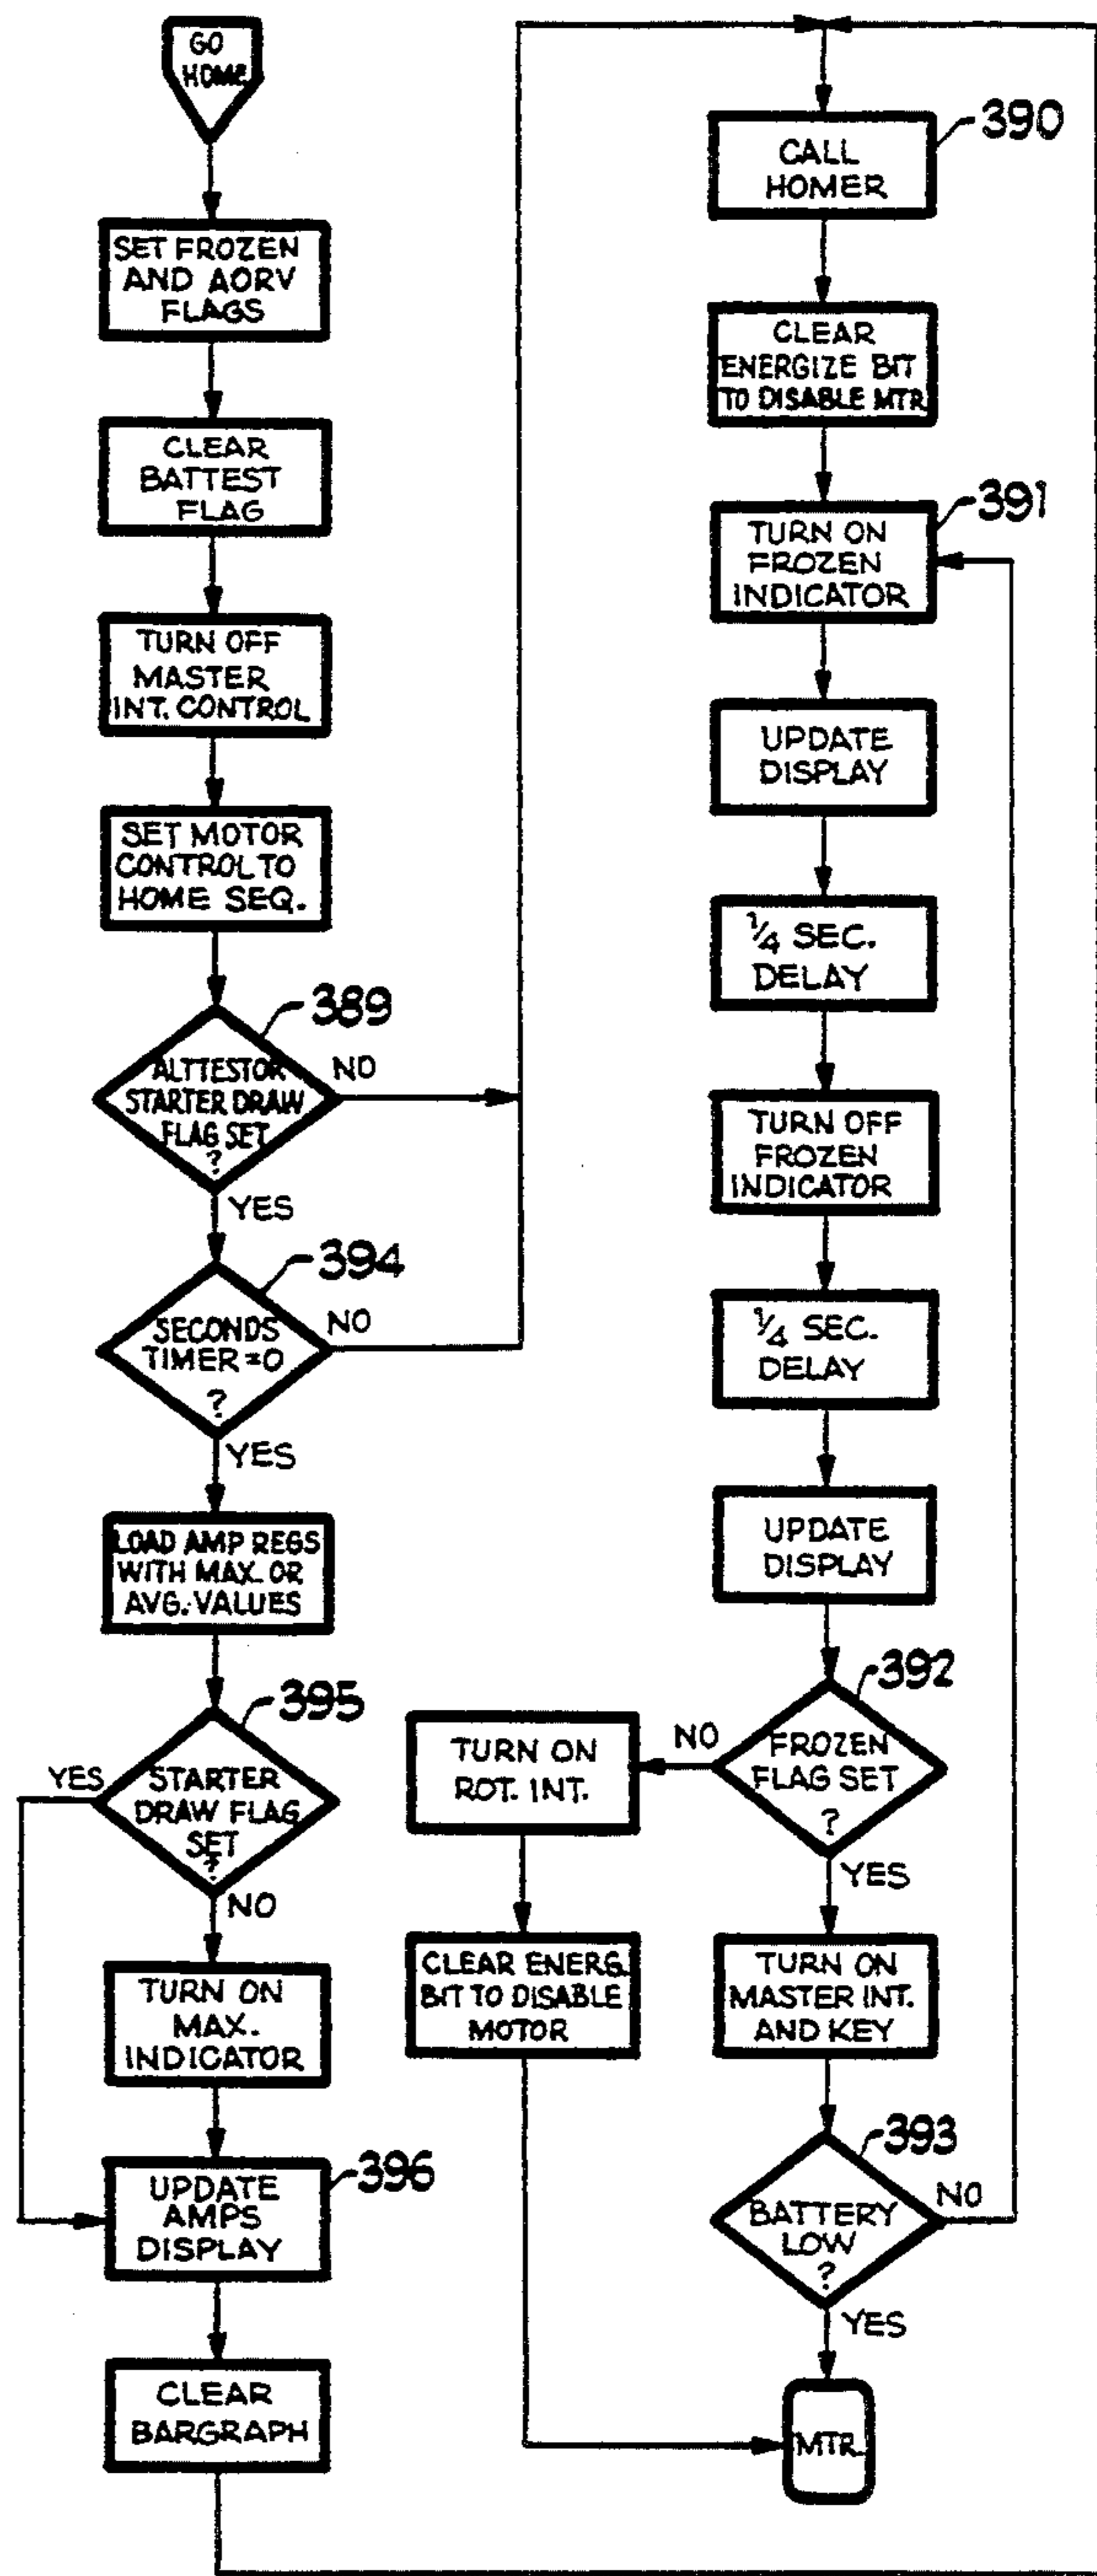 GO
HOME
SET FROZEN
AND AORV
FLAGS
CLEAR
BATTEST
FLAG
TURN OFF
MASTER
INT. CONTROL
SET MOTOR
CONTROL TO
HOME SEQ.
389
ALTTESTOR
STARTER DRAW
FLAG SET
?
NO
YES
394
SECONDS
TIMER=0
?
NO
YES
LOAD AMP REGS
WITH MAX. OR
AVG. VALUES
395
YES
STARTER
DRAW FLAG
SET
?
NO
TURN ON
MAX.
INDICATOR
396
UPDATE
AMPS
DISPLAY
CLEAR
BARGRAPH
390
CALL
HOMER
CLEAR
ENERGIZE BIT
TO DISABLE MTR
391
TURN ON
FROZEN
INDICATOR
UPDATE
DISPLAY
1/4 SEC.
DELAY
TURN OFF
FROZEN
INDICATOR
1/4 SEC.
DELAY
UPDATE
DISPLAY
392
FROZEN
FLAG SET
?
NO
YES
TURN ON
ROT. INT.
CLEAR ENERG.
BIT TO DISABLE
MOTOR
TURN ON
MASTER INT.
AND KEY
393
BATTERY
LOW
?
NO
YES
MTR.